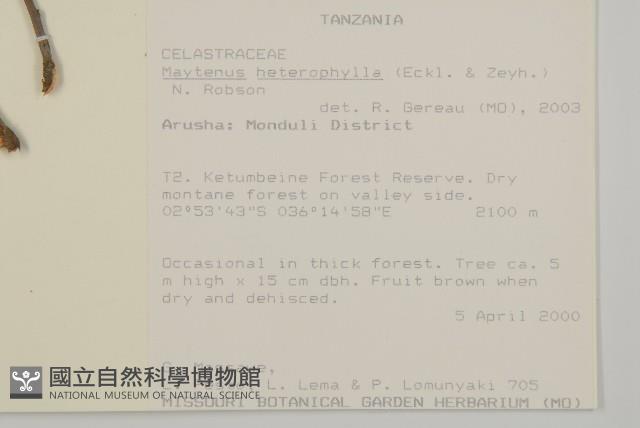 TANZANIA
CELASTRACEAE
Maytenus heterophylla (Eckl. & Zeyh.)
N. Robson
det. R. Gereau (MO), 2003
Arusha: Monduli District
T2. Ketumbeine Forest Reserve. Dry
montane forest on valley side.
02°53'43"S 036°14'58"E 2100 m
Occasional in thick forest. Tree ca. 5
m high x 15 cm dbh. Fruit brown when
dry and dehisced.
5 April 2000
L. Lema & P. Lomunyaki 705
MISSOURI BOTANICAL GARDEN HERBARIUM (MO)
國立自然科學博物館
NATIONAL MUSEUM OF NATURAL SCIENCE